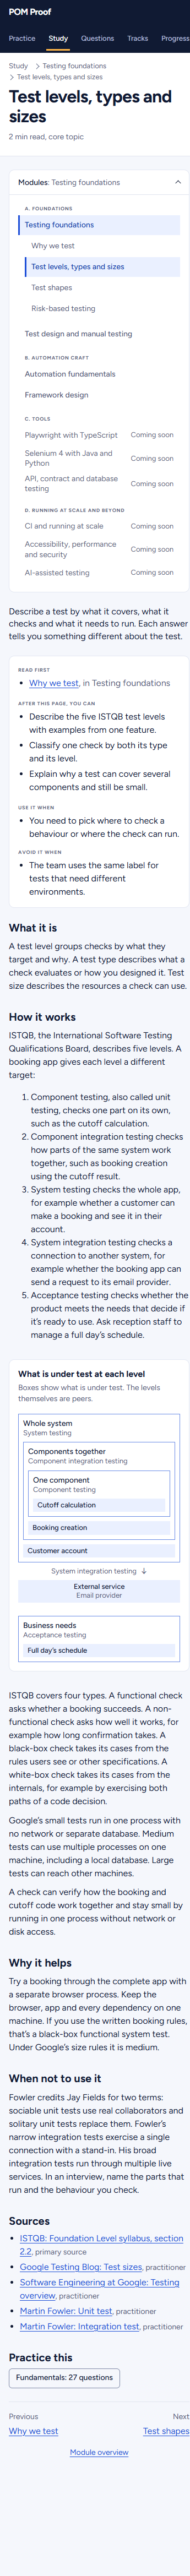 POM Proof
Practice
Study
Questions
Tracks
Progress
Study > Testing foundations
> Test levels, types and sizes
Test levels, types and
sizes
2 min read, core topic
Modules: Testing foundations
A. FOUNDATIONS
Testing foundations
Why we test
Test levels, types and sizes
Test shapes
Risk-based testing
Test design and manual testing
B. AUTOMATION CRAFT
Automation fundamentals
Framework design
C. TOOLS
Playwright with TypeScript Coming soon
Selenium 4 with Java and
Python Coming soon
API, contract and database
testing Coming soon
D. RUNNING AT SCALE AND BEYOND
CI and running at scale Coming soon
Accessibility, performance
and security Coming soon
AI-assisted testing Coming soon
Describe a test by what it covers, what it
checks and what it needs to run. Each answer
tells you something different about the test.
READ FIRST
• Why we test, in Testing foundations
AFTER THIS PAGE, YOU CAN
• Describe the five ISTQB test levels
with examples from one feature.
• Classify one check by both its type
and its level.
• Explain why a test can cover several
components and still be small.
USE IT WHEN
• You need to pick where to check a
behaviour or where the check can run.
AVOID IT WHEN
• The team uses the same label for
tests that need different
environments.
What it is
A test level groups checks by what they
target and why. A test type describes what a
check evaluates or how you designed it. Test
size describes the resources a check can use.
How it works
ISTQB, the International Software Testing
Qualifications Board, describes five levels. A
booking app gives each level a different
target:
1. Component testing, also called unit
testing, checks one part on its own,
such as the cutoff calculation.
2. Component integration testing checks
how parts of the same system work
together, such as booking creation
using the cutoff result.
3. System testing checks the whole app,
for example whether a customer can
make a booking and see it in their
account.
4. System integration testing checks a
connection to another system, for
example whether the booking app can
send a request to its email provider.
5. Acceptance testing checks whether the
product meets the needs that decide if
it's ready to use. Ask reception staff to
manage a full day's schedule.
What is under test at each level
Boxes show what is under test. The levels
themselves are peers.
Whole system
System testing
Components together
Component integration testing
One component
Component testing
Cutoff calculation
Booking creation
Customer account
System integration testing ↓
External service
Email provider
Business needs
Acceptance testing
Full day's schedule
ISTQB covers four types. A functional check
asks whether a booking succeeds. A non-
functional check asks how well it works, for
example how long confirmation takes. A
black-box check takes its cases from the
rules users see or other specifications. A
white-box check takes its cases from the
internals, for example by exercising both
paths of a code decision.
Google's small tests run in one process with
no network or separate database. Medium
tests can use multiple processes on one
machine, including a local database. Large
tests can reach other machines.
A check can verify how the booking and
cutoff code work together and stay small by
running in one process without network or
disk access.
Why it helps
Try a booking through the complete app with
a separate browser process. Keep the
browser, app and every dependency on one
machine. If you use the written booking rules,
that's a black-box functional system test.
Under Google's size rules it is medium.
When not to use it
Fowler credits Jay Fields for two terms:
sociable unit tests use real collaborators and
solitary unit tests replace them. Fowler's
narrow integration tests exercise a single
connection with a stand-in. His broad
integration tests run through multiple live
services. In an interview, name the parts that
run and the behaviour you check.
Sources
• ISTQB: Foundation Level syllabus, section
2.2, primary source
• Google Testing Blog: Test sizes, practitioner
• Software Engineering at Google: Testing
overview, practitioner
• Martin Fowler: Unit test, practitioner
• Martin Fowler: Integration test, practitioner
Practice this
Fundamentals: 27 questions
Previous
Why we test
Next
Test shapes
Module overview